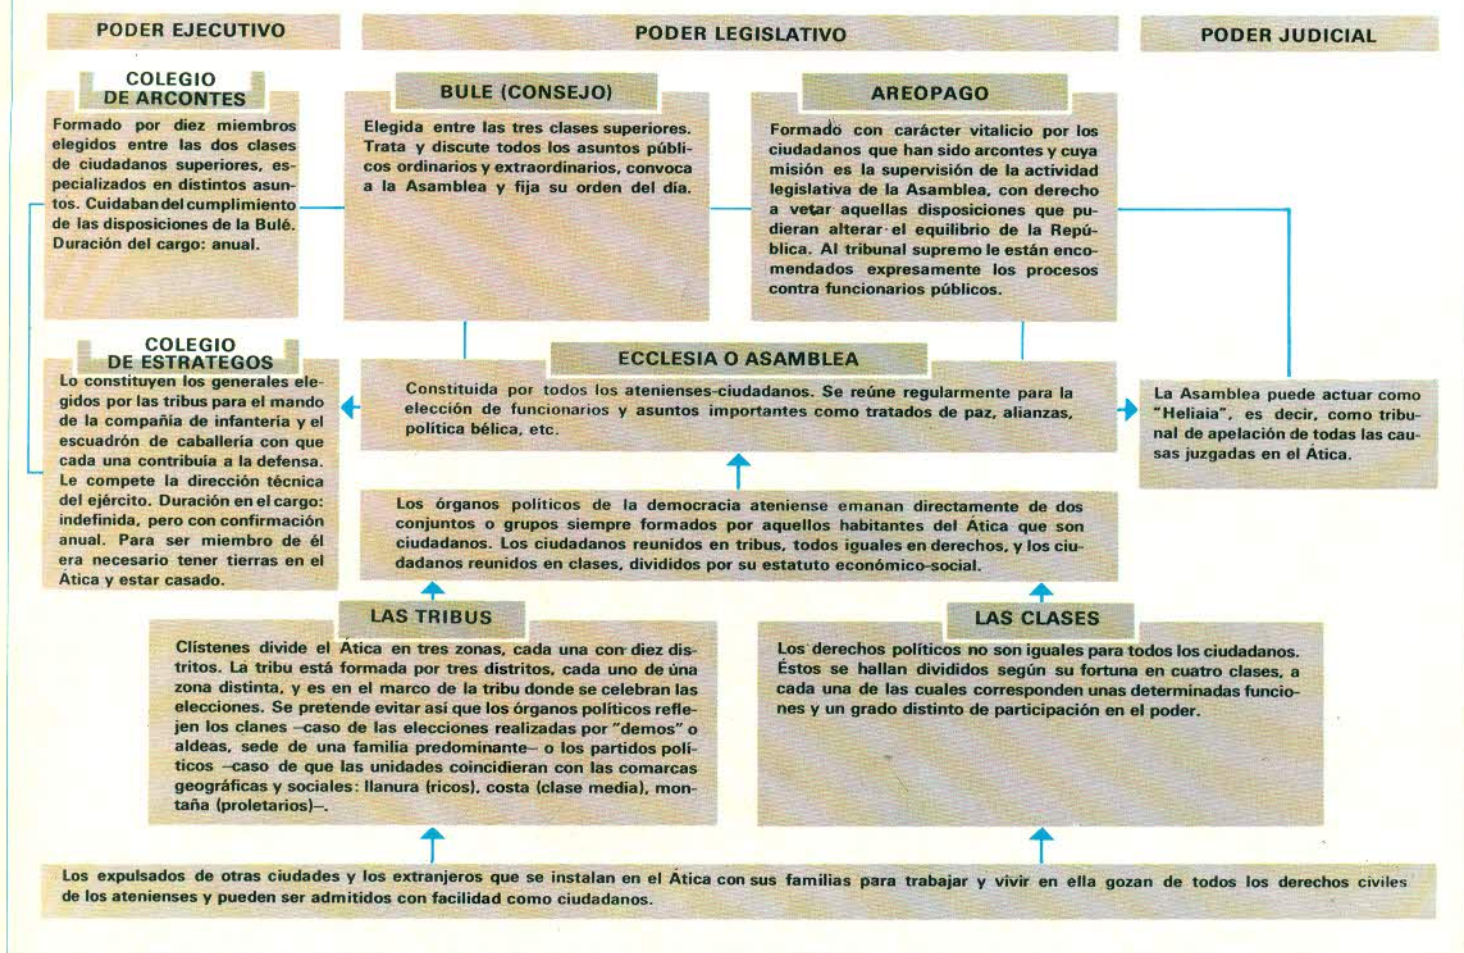 PODER EJECUTIVO
PODER LEGISLATIVO
PODER JUDICIAL
COLEGIO
DE ARCONTES
Formado por diez miembros
elegidos entre las dos clases
de ciudadanos superiores, es-
pecializados en distintos asun-
tos. Cuidaban del cumplimiento
de las disposiciones de la Bulé.
Duración del cargo: anual.
BULE (CONSEJO)
Elegida entre las tres clases superiores.
Trata y discute todos los asuntos públi-
cos ordinarios y extraordinarios, convoca
a la Asamblea y fija su orden del día.
AREOPAGO
Formado con carácter vitalicio por los
ciudadanos que han sido arcontes y cuya
misión es la supervisión de la actividad
legislativa de la Asamblea, con derecho
a vetar aquellas disposiciones que pu-
dieran alterar el equilibrio de la Repú-
blica. Al tribunal supremo le están enco-
mendados expresamente los procesos
contra funcionarios públicos.
COLEGIO
DE ESTRATEGOS
Lo constituyen los generales ele-
gidos por las tribus para el mando
de la compañía de infantería y el
escuadrón de caballería con que
cada una contribuía a la defensa.
Le compete la dirección técnica
del ejército. Duración en el cargo:
indefinida, pero con confirmación
anual. Para ser miembro de él
era necesario tener tierras en el
Ática y estar casado.
ECCLESIA O ASAMBLEA
Constituida por todos los atenienses-ciudadanos. Se reúne regularmente para la
elección de funcionarios y asuntos importantes como tratados de paz, alianzas,
política bélica, etc.
La Asamblea puede actuar como
"Heliaia", es decir, como tribu-
nal de apelación de todas las cau-
sas juzgadas en el Ática.
Los órganos políticos de la democracia ateniense emanan directamente de dos
conjuntos o grupos siempre formados por aquellos habitantes del Ática que son
ciudadanos. Los ciudadanos reunidos en tribus, todos iguales en derechos, y los ciu-
dadanos reunidos en clases, divididos por su estatuto económico-social.
LAS TRIBUS
Clístenes divide el Ática en tres zonas, cada una con diez dis-
tritos. La tribu está formada por tres distritos, cada uno de una
zona distinta, y es en el marco de la tribu donde se celebran las
elecciones. Se pretende evitar así que los órganos políticos refle-
jen los clanes —caso de las elecciones realizadas por "demos" o
aldeas, sede de una familia predominante— o los partidos polí-
ticos —caso de que las unidades coincidieran con las comarcas
geográficas y sociales: llanura (ricos), costa (clase media), mon-
taña (proletarios)—.
LAS CLASES
Los derechos políticos no son iguales para todos los ciudadanos.
Éstos se hallan divididos según su fortuna en cuatro clases, a
cada una de las cuales corresponden unas determinadas funcio-
nes y un grado distinto de participación en el poder.
Los expulsados de otras ciudades y los extranjeros que se instalan en el Ática con sus familias para trabajar y vivir en ella gozan de todos los derechos civiles
de los atenienses y pueden ser admitidos con facilidad como ciudadanos.